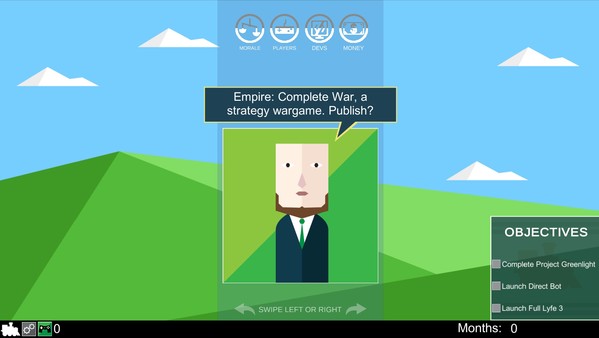 MORALE PLAYERS DEVS MONEY
Empire: Complete War, a
strategy wargame. Publish?
OBJECTIVES
Complete Project Greenlight
Launch Direct Bot
Launch Full Lyfe 3
SWIPE LEFT OR RIGHT
0
Months: 0